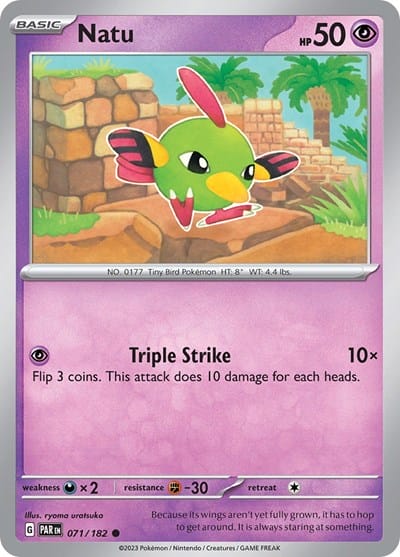 BASIC
Natu
HP 50
NO. 0177 Tiny Bird Pokémon HT: 8" WT: 4.4 lbs.
Triple Strike 10×
Flip 3 coins. This attack does 10 damage for each heads.
weakness ×2 resistance -30 retreat
Illus. ryoma uratsuka
G PAR EN 071/182
Because its wings aren't yet fully grown, it has to hop
to get around. It is always staring at something.
©2023 Pokémon / Nintendo / Creatures / GAME FREAK